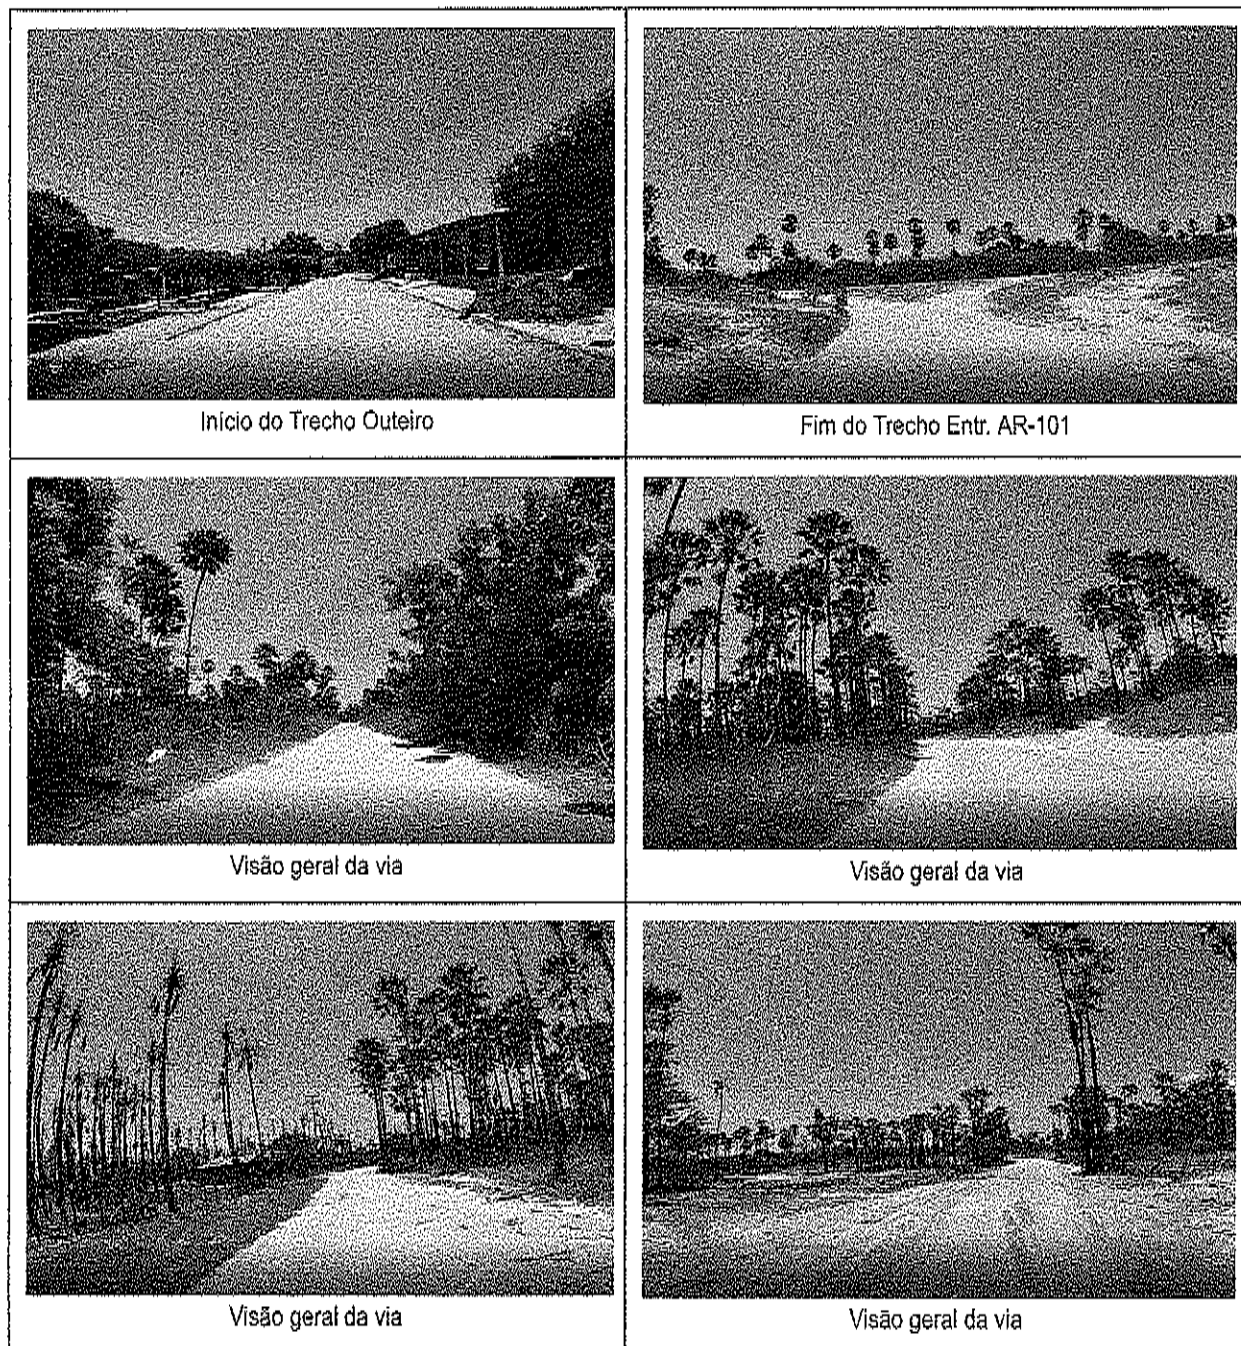 Início do Trecho Outeiro
Fim do Trecho Entr. AR-101
Visão geral da via
Visão geral da via
Visão geral da via
Visão geral da via